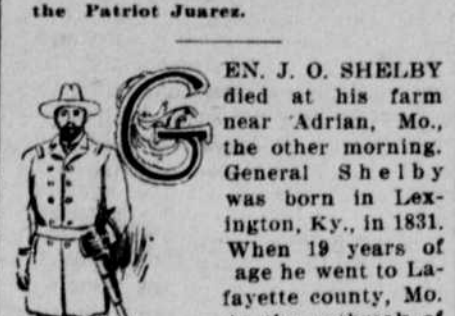 the Patriot Juarez.
GEN. J. O. SHELBY
died at his farm
near Adrian, Mo.,
the other morning.
General Shelby
was born in Lex-
ington, Ky., in 1831.
When 19 years of
age he went to La-
fayette county, Mo.